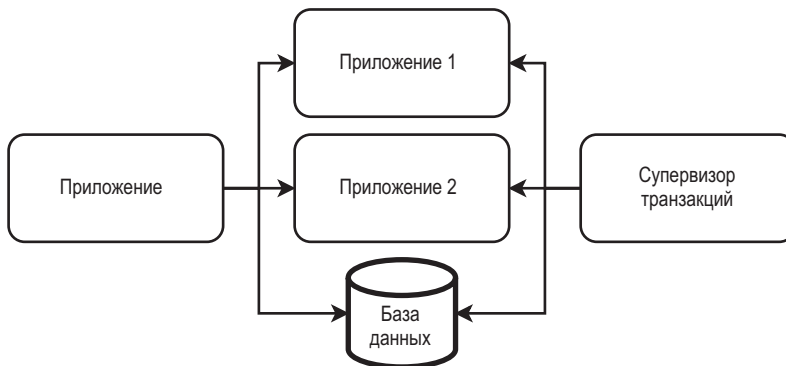 Приложение 1
Приложение
Приложение 2
Супервизор
транзакций
База
данных